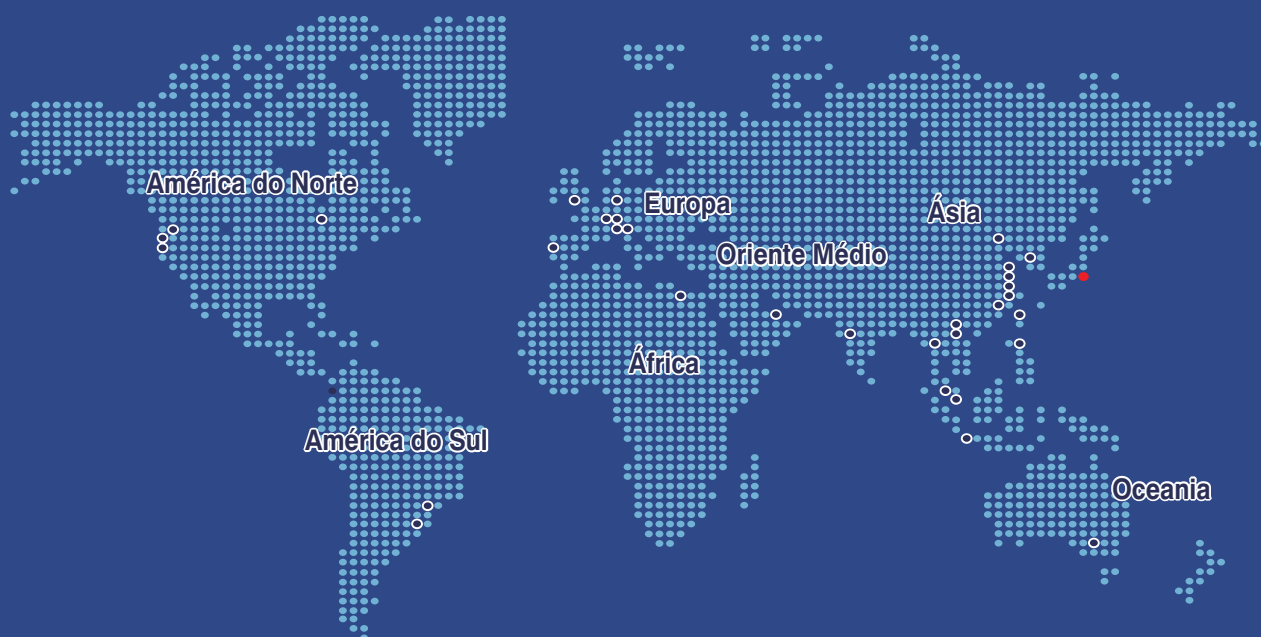 América do Norte
Europa
Ásia
Oriente Médio
África
América do Sul
Oceania